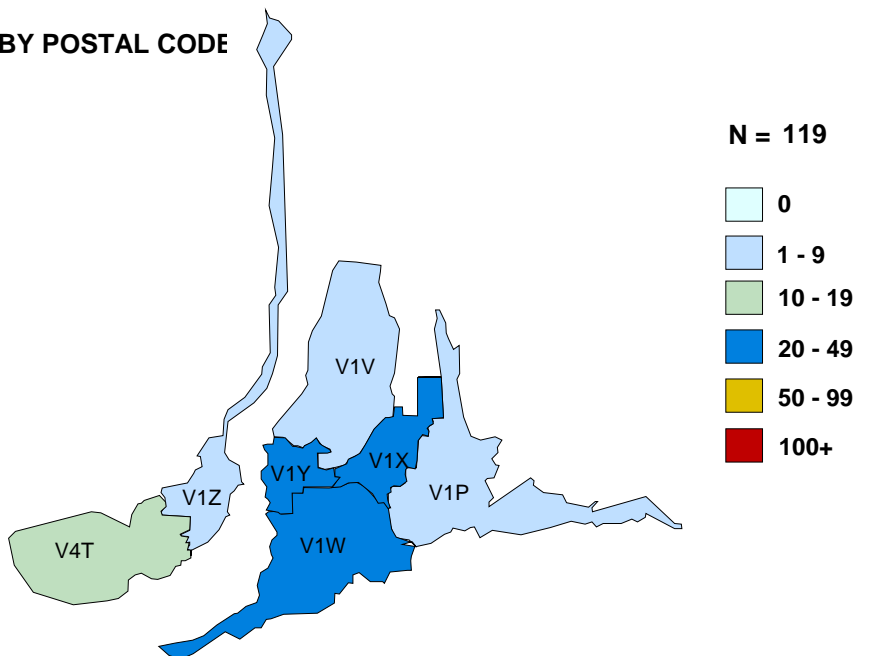 BY POSTAL CODE
N = 119
0
1 - 9
10 - 19
20 - 49
50 - 99
100+
V1V
V1X
V1Y
V1P
V1Z
V1W
V4T